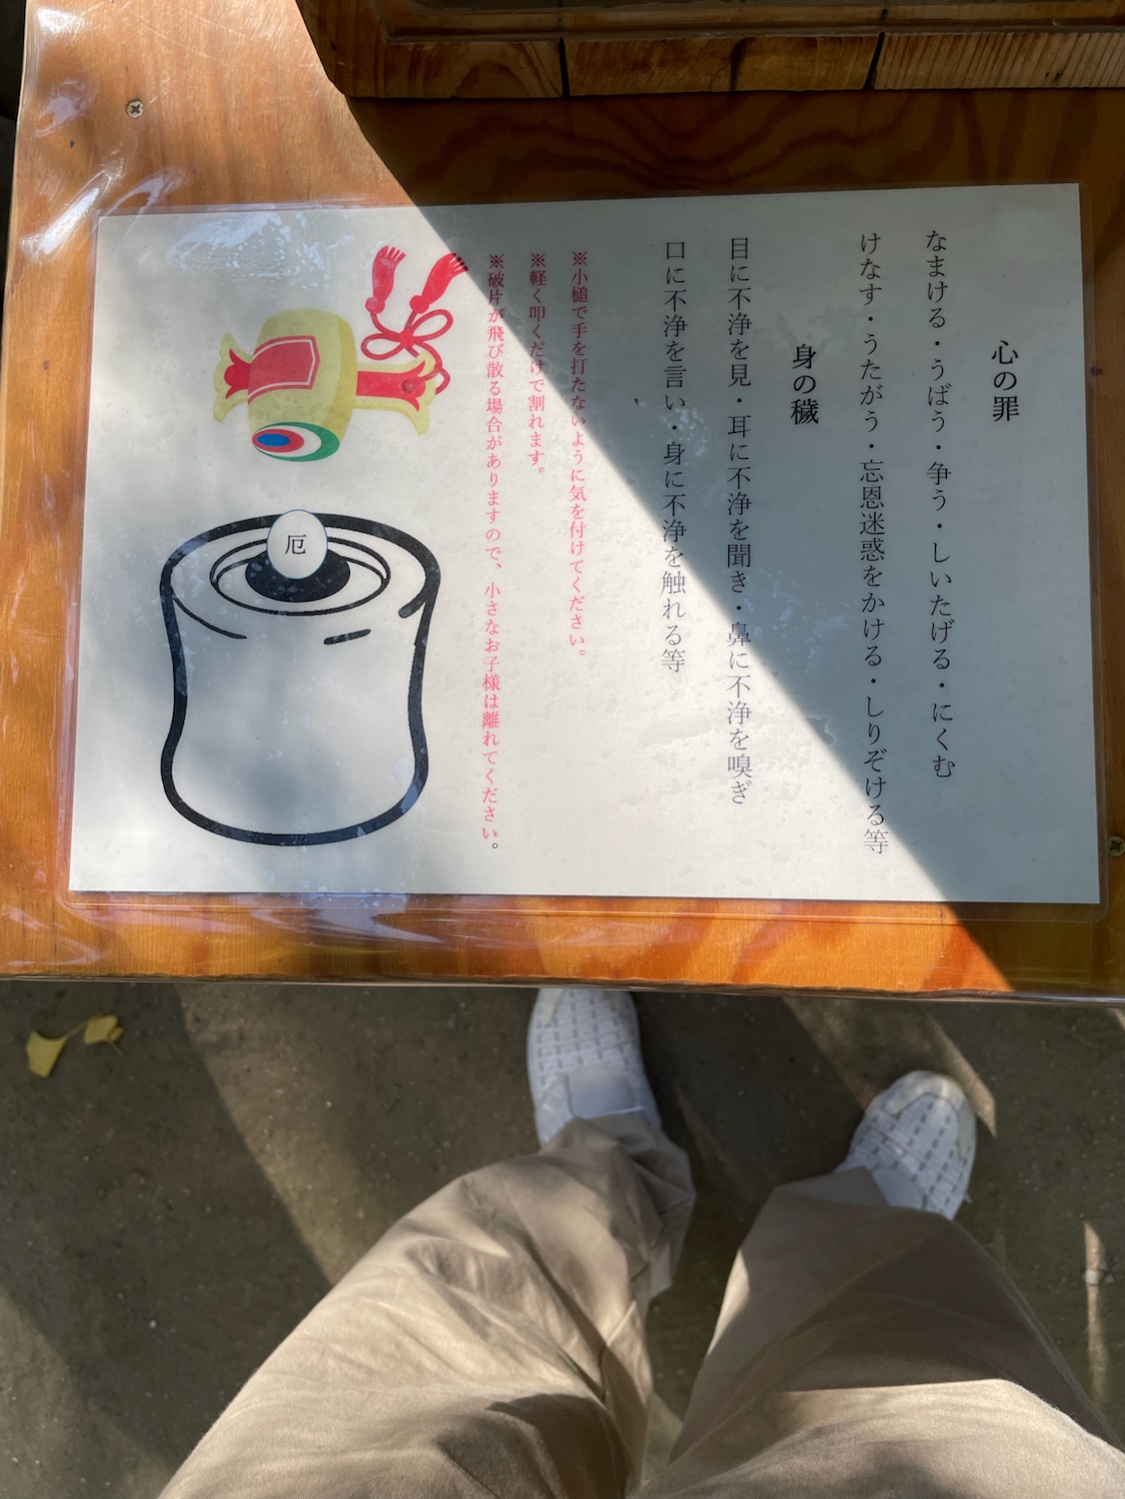 心の罪
なまける・うばう・争う・しいたげる・にくむ
けなす・うたがう・忘恩迷惑をかける・しりぞける等
身の穢
目に不浄を見・耳に不浄を聞き・鼻に不浄を嗅ぎ
口に不浄を言い・身に不浄を触れる等
※小槌で手を打たないように気を付けてください。
※軽く叩くだけで割れます。
※破片が飛び散る場合がありますので、小さなお子様は離れてください。
厄